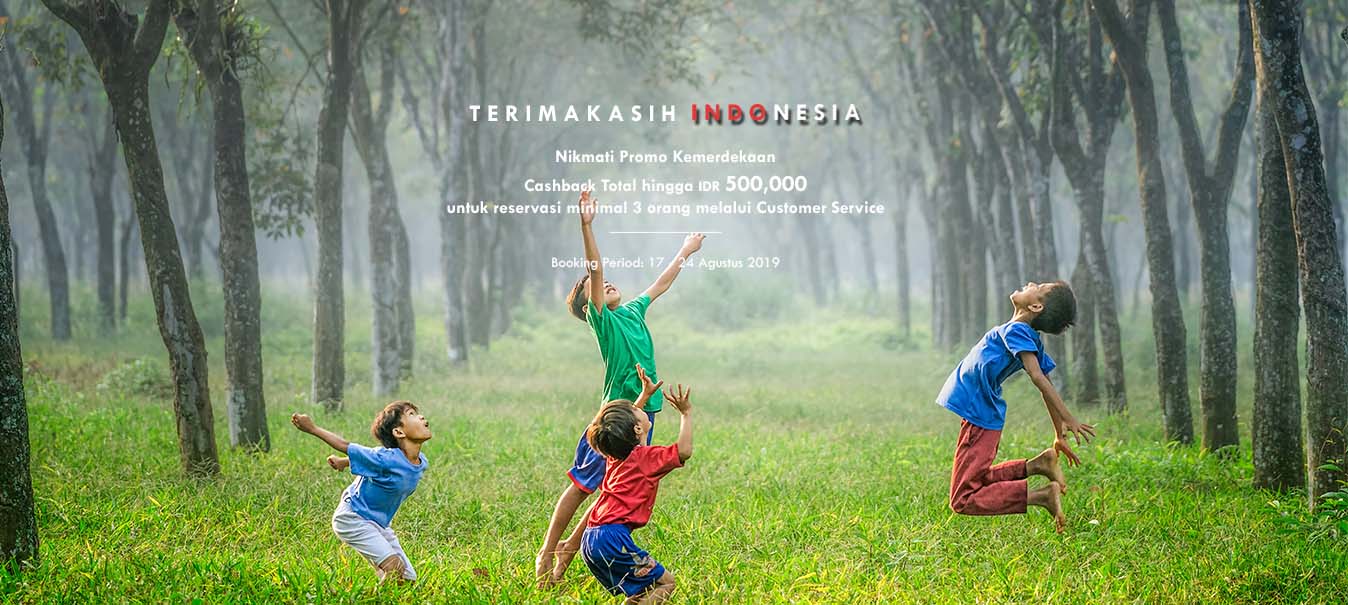 TERIMAKASIH INDONESIA
Nikmati Promo Kemerdekaan
Cashback Total hingga IDR 500,000
untuk reservasi minimal 3 orang melalui Customer Service
Booking Period: 17 - 24 Agustus 2019